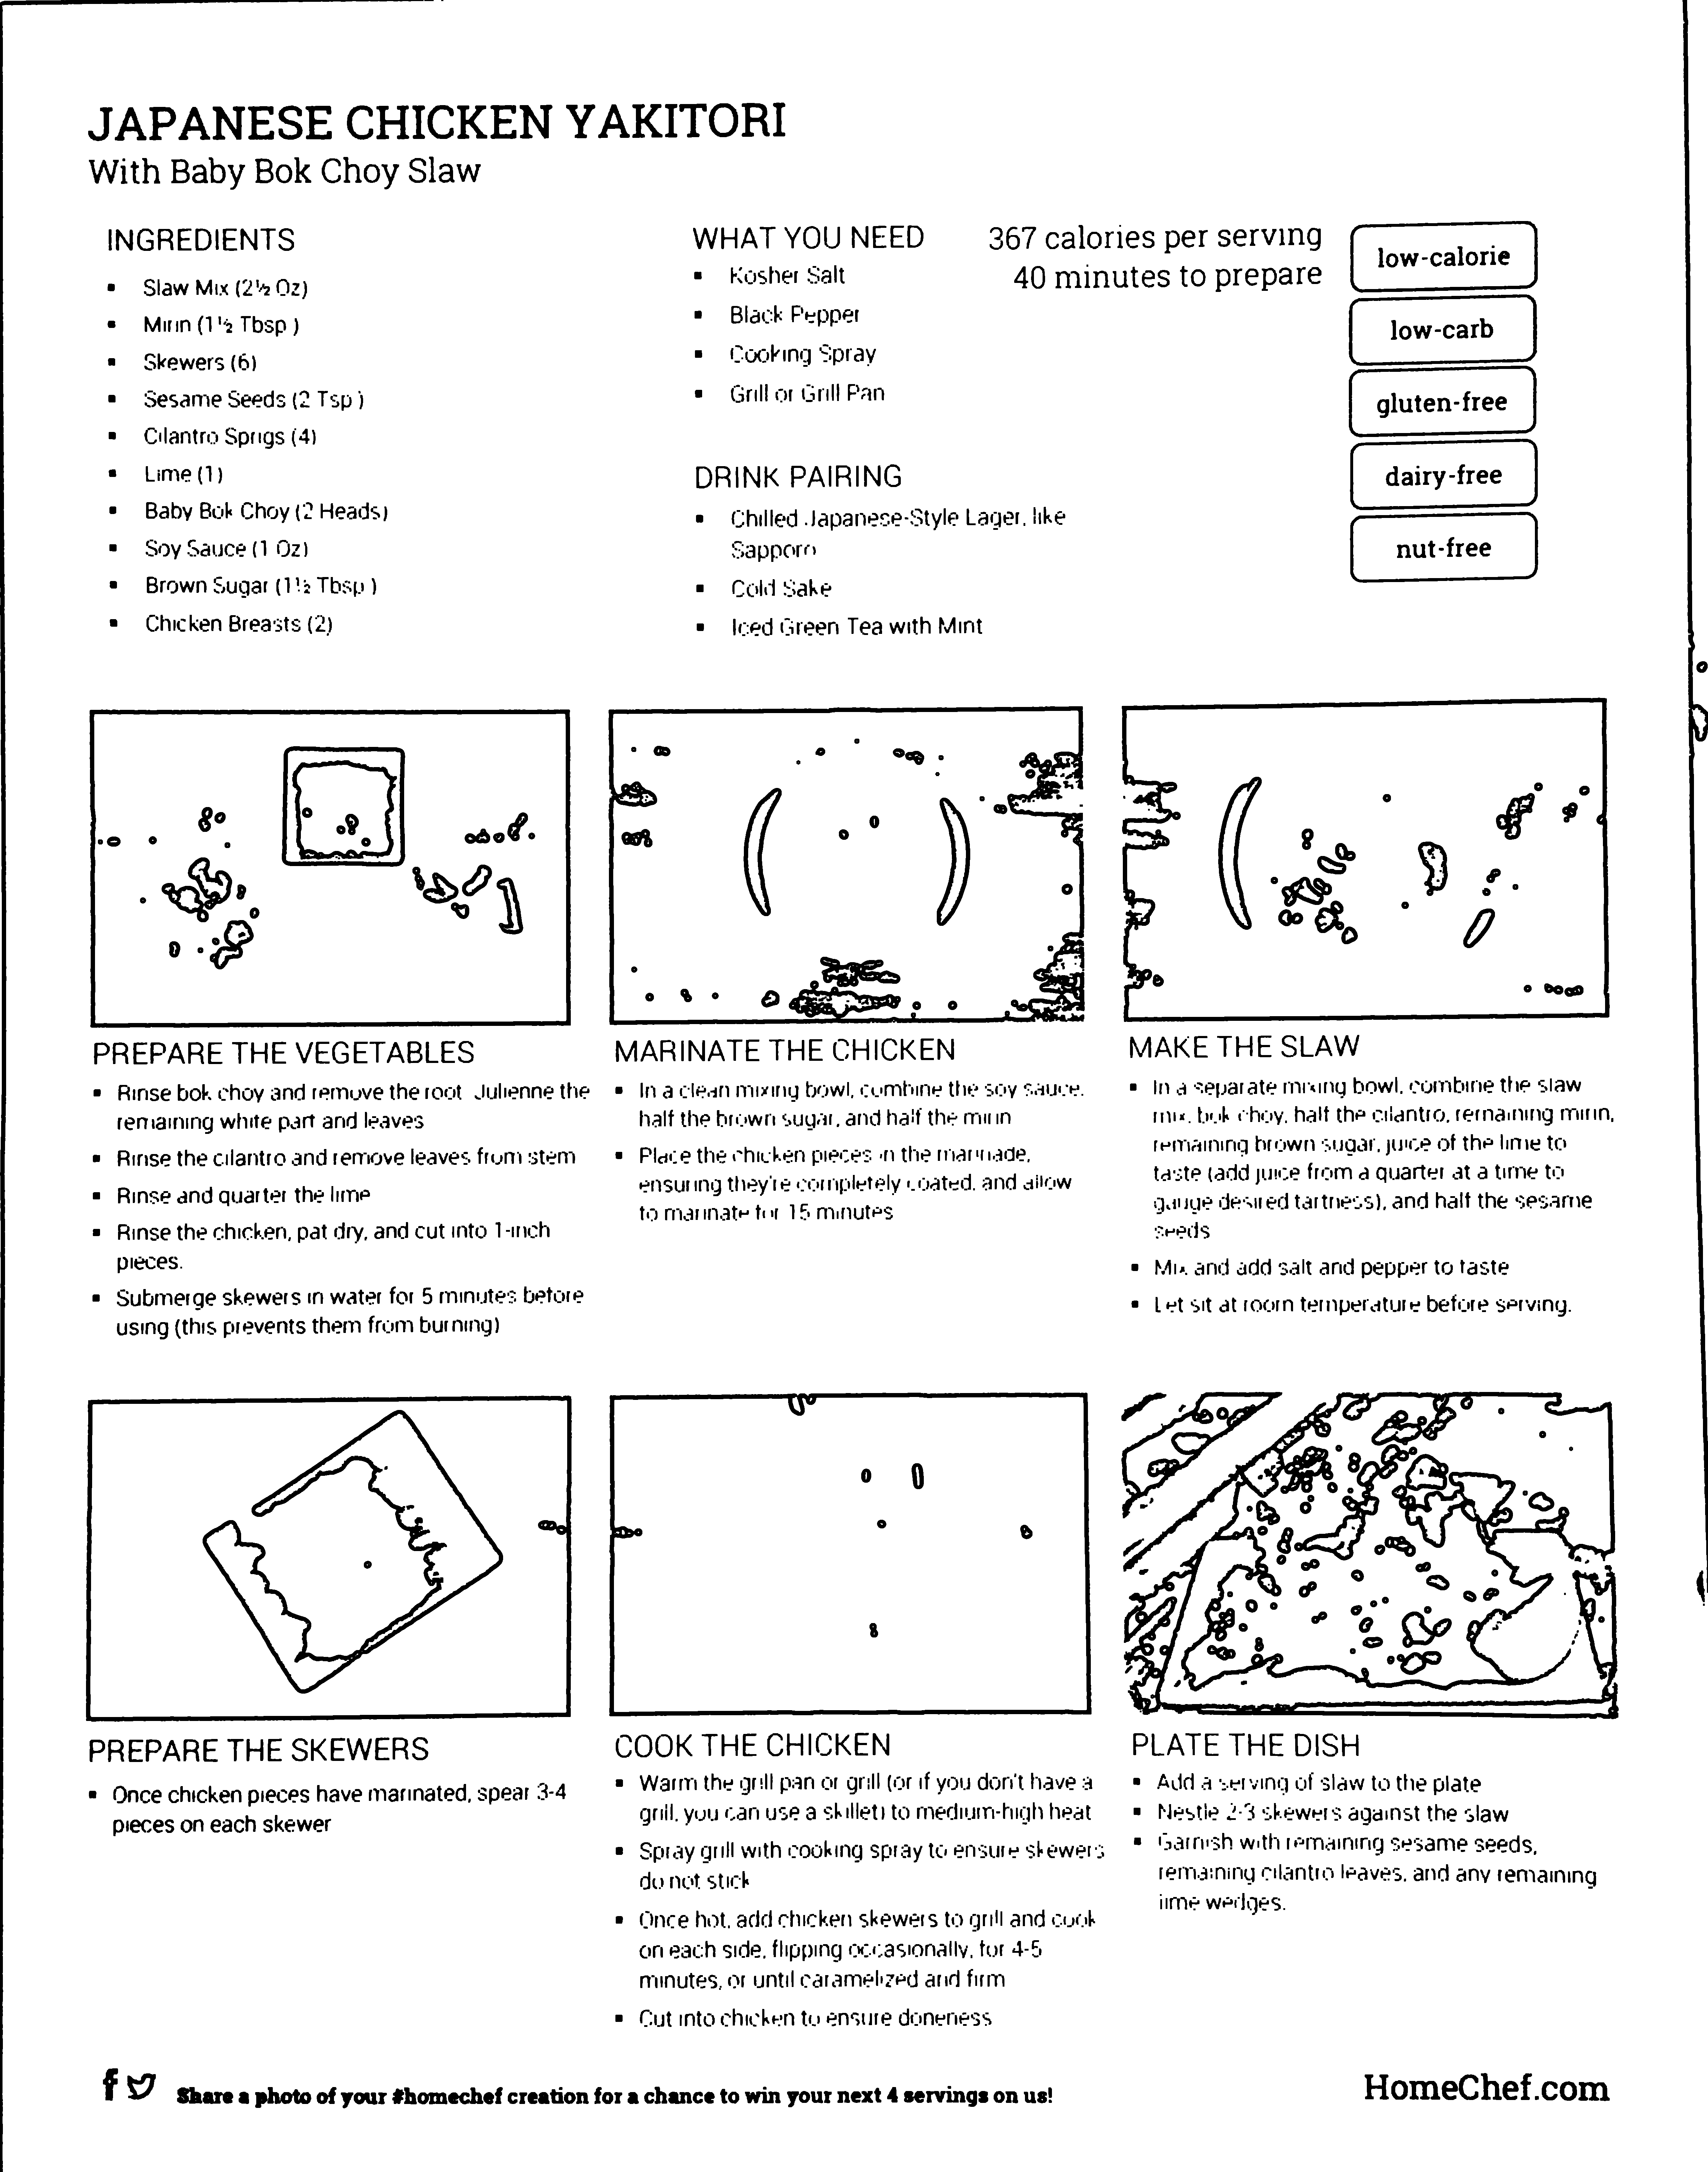 JAPANESE CHICKEN YAKITORI
With Baby Bok Choy Slaw
INGREDIENTS
▪ Slaw Mix (2½ Oz)
▪ Mirin (1½ Tbsp.)
▪ Skewers (6)
▪ Sesame Seeds (2 Tsp.)
▪ Cilantro Sprigs (4)
▪ Lime (1)
▪ Baby Bok Choy (2 Heads)
▪ Soy Sauce (1 Oz)
▪ Brown Sugar (1½ Tbsp.)
▪ Chicken Breasts (2)
WHAT YOU NEED
▪ Kosher Salt
▪ Black Pepper
▪ Cooking Spray
▪ Grill or Grill Pan
DRINK PAIRING
▪ Chilled Japanese-Style Lager, like
Sapporo
▪ Cold Sake
▪ Iced Green Tea with Mint
367 calories per serving
40 minutes to prepare
low-calorie
low-carb
gluten-free
dairy-free
nut-free
PREPARE THE VEGETABLES
▪ Rinse bok choy and remove the root. Julienne the
remaining white part and leaves
▪ Rinse the cilantro and remove leaves from stem
▪ Rinse and quarter the lime
▪ Rinse the chicken, pat dry, and cut into 1-inch
pieces.
▪ Submerge skewers in water for 5 minutes before
using (this prevents them from burning)
MARINATE THE CHICKEN
▪ In a clean mixing bowl, combine the soy sauce,
half the brown sugar, and half the mirin
▪ Place the chicken pieces in the marinade,
ensuring they're completely coated, and allow
to marinate for 15 minutes
MAKE THE SLAW
▪ In a separate mixing bowl, combine the slaw
mix, bok choy, half the cilantro, remaining mirin,
remaining brown sugar, juice of the lime to
taste (add juice from a quarter at a time to
gauge desired tartness), and half the sesame
seeds
▪ Mix and add salt and pepper to taste
▪ Let sit at room temperature before serving.
PREPARE THE SKEWERS
▪ Once chicken pieces have marinated, spear 3-4
pieces on each skewer
COOK THE CHICKEN
▪ Warm the grill pan or grill (or if you don't have a
grill, you can use a skillet) to medium-high heat
▪ Spray grill with cooking spray to ensure skewers
do not stick
▪ Once hot, add chicken skewers to grill and cook
on each side, flipping occasionally, for 4-5
minutes, or until caramelized and firm
▪ Cut into chicken to ensure doneness
PLATE THE DISH
▪ Add a serving of slaw to the plate
▪ Nestle 2-3 skewers against the slaw
▪ Garnish with remaining sesame seeds,
remaining cilantro leaves, and any remaining
lime wedges.
Share a photo of your #homechef creation for a chance to win your next 4 servings on us!
HomeChef.com